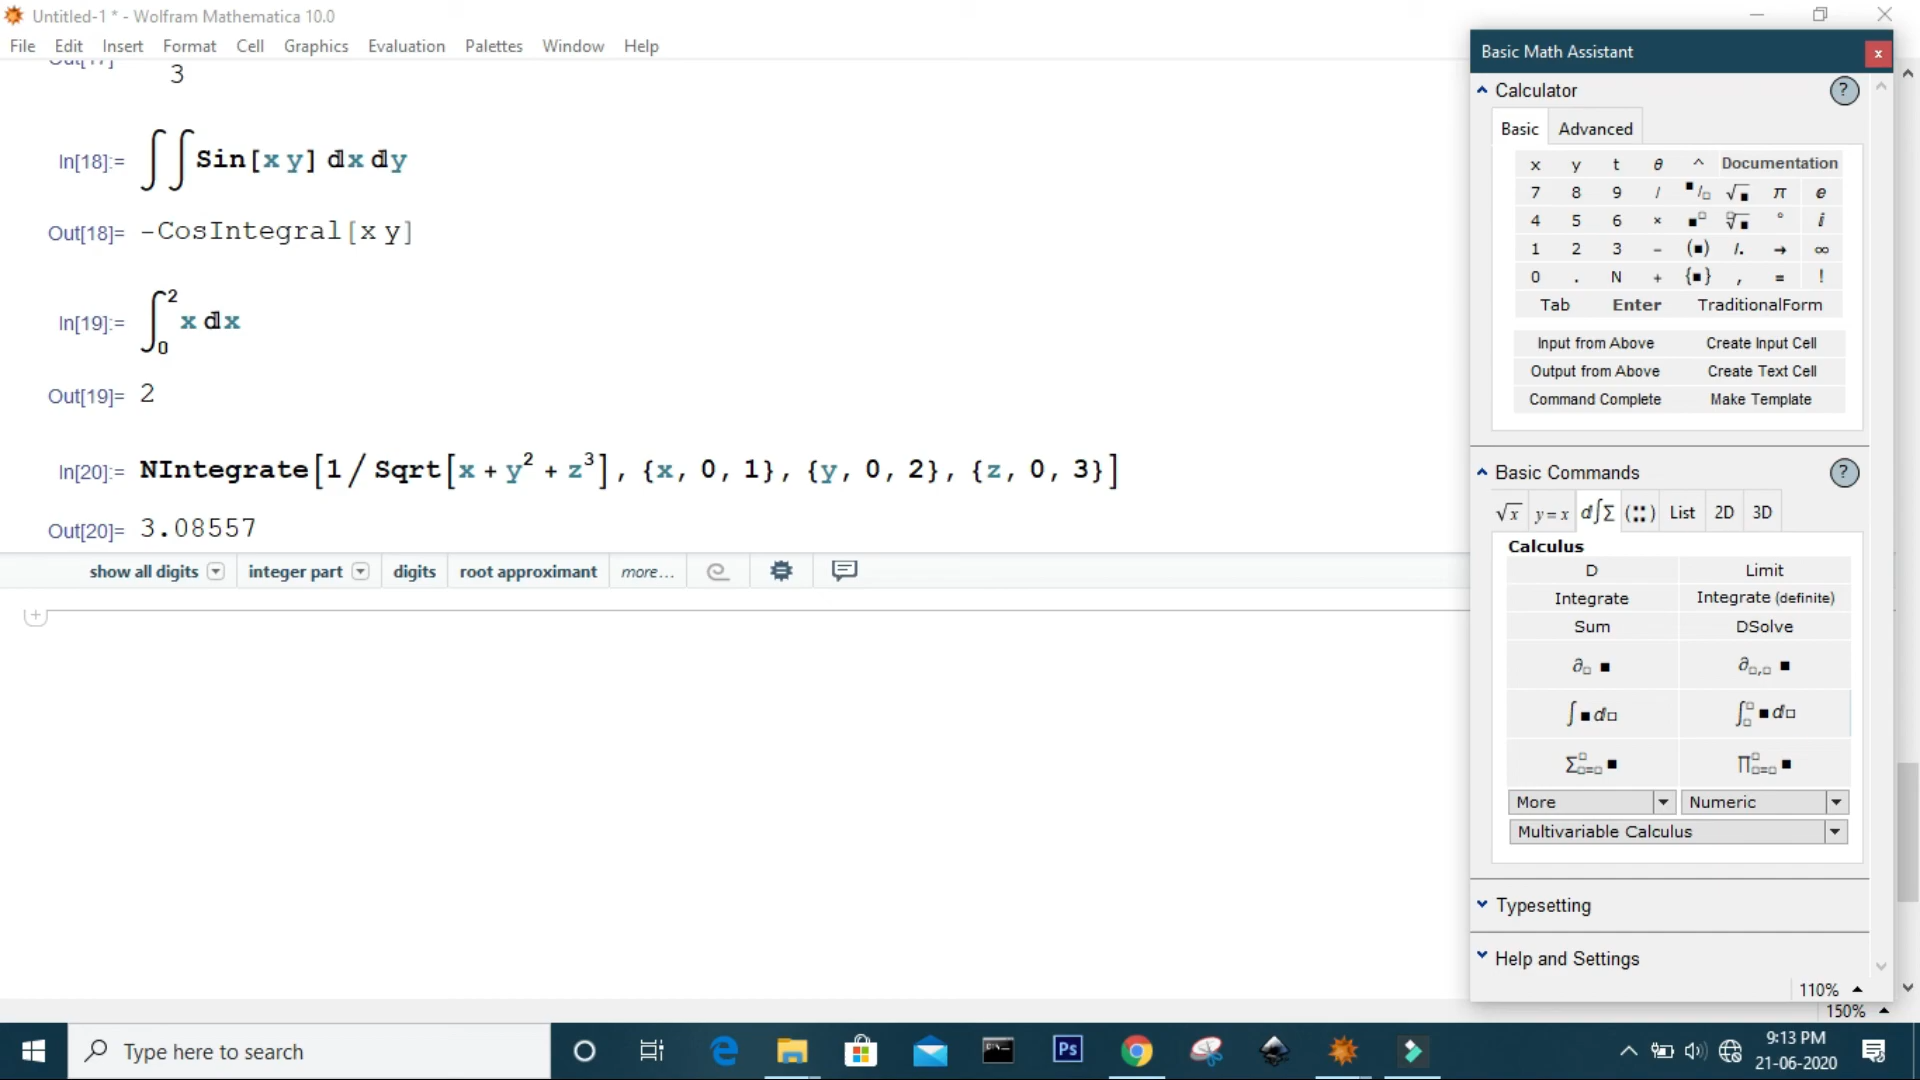 Untitled-1 * - Wolfram Mathematica 10.0
File Edit Insert Format Cell Graphics Evaluation Palettes Window Help
Out[17]
3
In[18]:= ∫∫Sin[x y] ⅆx ⅆy
Out[18]= -CosIntegral[x y]
In[19]:= ∫₀² x ⅆx
Out[19]= 2
In[20]:= NIntegrate[1 / Sqrt[x + y² + z³], {x, 0, 1}, {y, 0, 2}, {z, 0, 3}]
Out[20]= 3.08557
show all digits integer part digits root approximant more...
Basic Math Assistant x
Calculator ?
Basic Advanced
x y t θ ^ Documentation
7 8 9 / ■/□ √■ π ⅇ
4 5 6 × ■□ □√■ ° ⅈ
1 2 3 − (■) /. → ∞
0 . N + {■} , = !
Tab Enter TraditionalForm
Input from Above Create Input Cell
Output from Above Create Text Cell
Command Complete Make Template
Basic Commands ?
√x y=x d∫Σ List 2D 3D
Calculus
D Limit
Integrate Integrate (definite)
Sum DSolve
∂□ ■ ∂□,□ ■
∫■ⅆ□ ∫□□■ⅆ□
Σ□□=□ ■ ∏□□=□ ■
More Numeric
Multivariable Calculus
Typesetting
Help and Settings
110%
150%
Type here to search
Ps
9:13 PM
21-06-2020